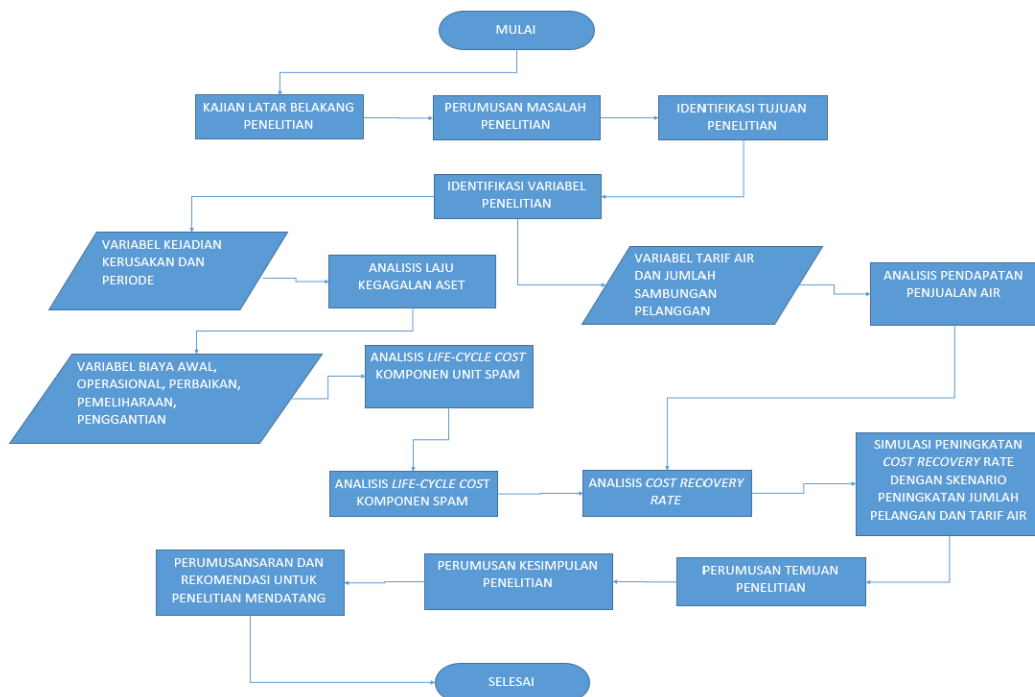 MULAI
KAJIAN LATAR BELAKANG
PENELITIAN
PERUMUSAN MASALAH
PENELITIAN
IDENTIFIKASI TUJUAN
PENELITIAN
IDENTIFIKASI VARIABEL
PENELITIAN
VARIABEL KEJADIAN
KERUSAKAN DAN
PERIODE
ANALISIS LAJU
KEGAGALAN ASET
VARIABEL TARIF AIR
DAN JUMLAH
SAMBUNGAN
PELANGGAN
ANALISIS PENDAPATAN
PENJUALAN AIR
VARIABEL BIAYA AWAL,
OPERASIONAL, PERBAIKAN,
PEMELIHARAAN,
PENGGANTIAN
ANALISIS LIFE-CYCLE COST
KOMPONEN UNIT SPAM
ANALISIS LIFE-CYCLE COST
KOMPONEN SPAM
ANALISIS COST RECOVERY
RATE
SIMULASI PENINGKATAN
COST RECOVERY RATE
DENGAN SKENARIO
PENINGKATAN JUMLAH
PELANGAN DAN TARIF AIR
PERUMUSAN TEMUAN
PENELITIAN
PERUMUSAN KESIMPULAN
PENELITIAN
PERUMUSANSARAN DAN
REKOMENDASI UNTUK
PENELITIAN MENDATANG
SELESAI